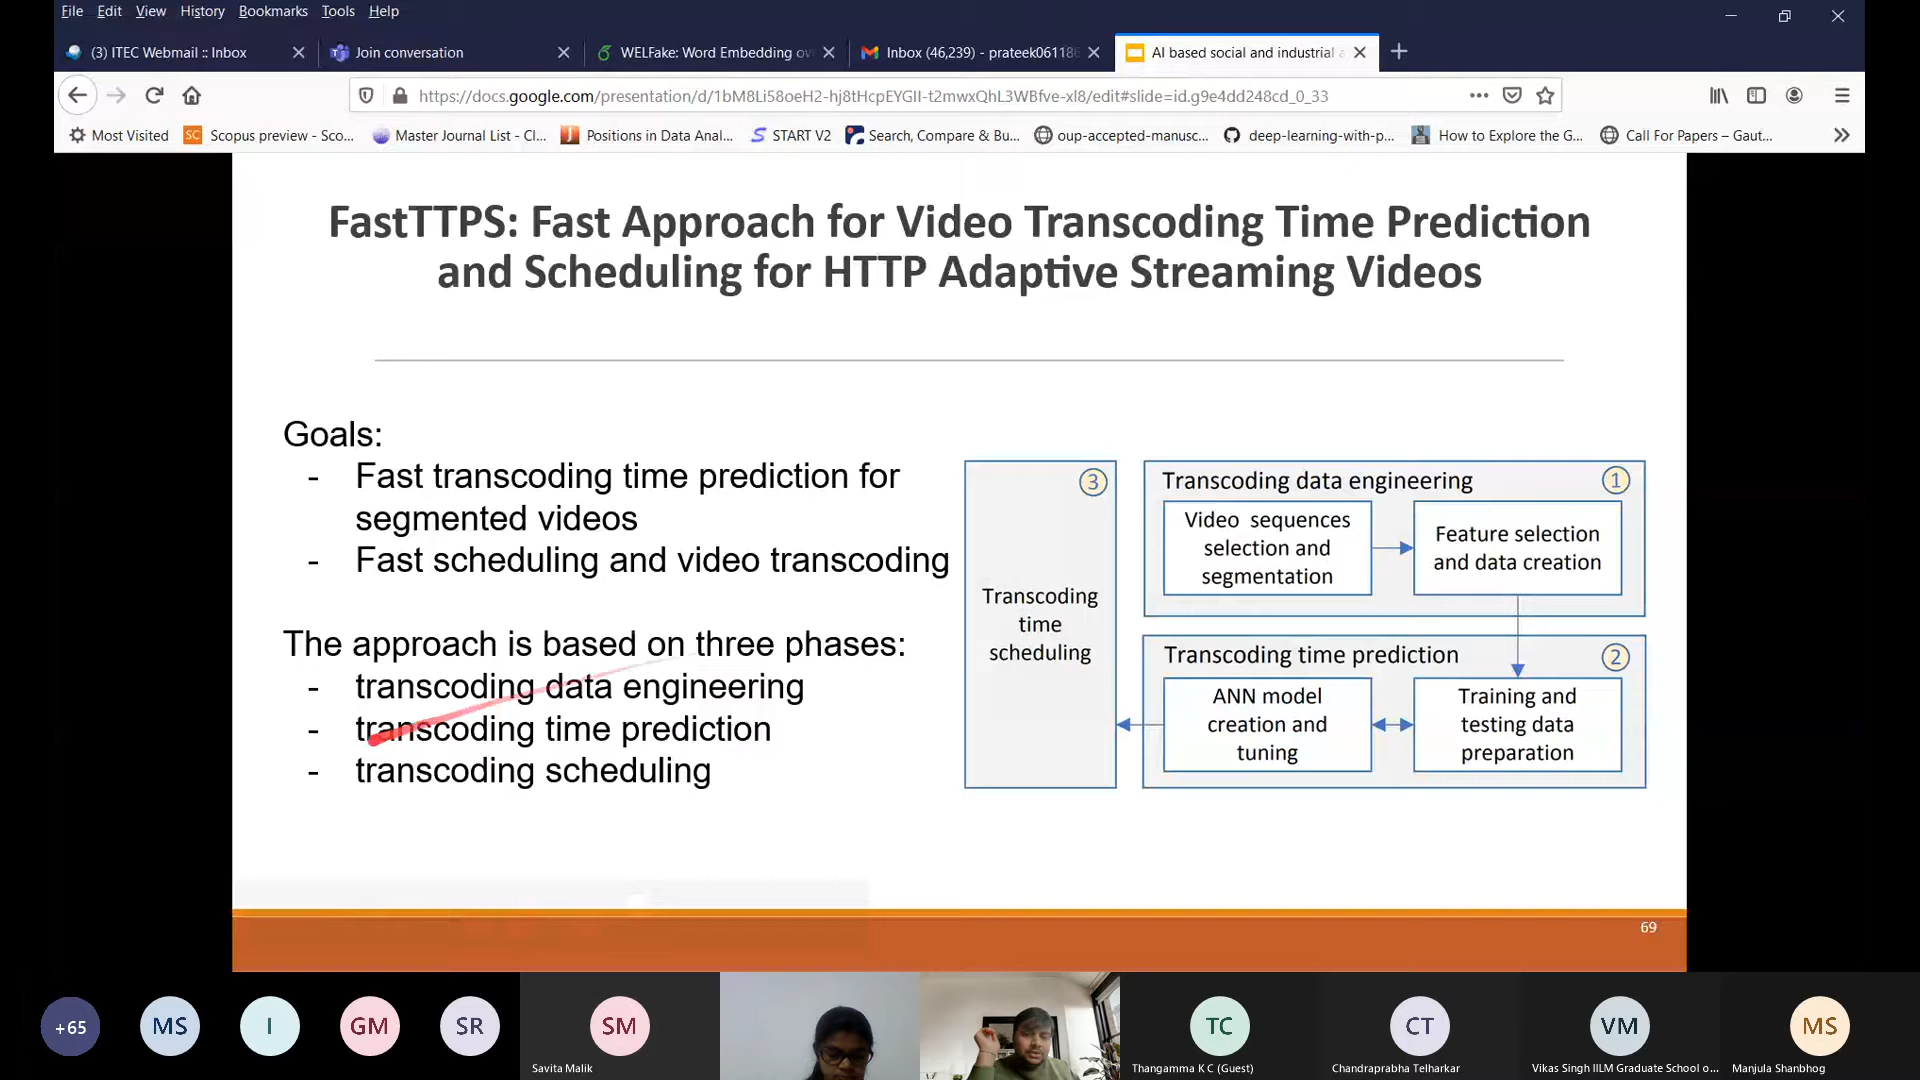 File Edit View History Bookmarks Tools Help
(3) ITEC Webmail :: Inbox
Join conversation
WELFake: Word Embedding ov
Inbox (46,239) - prateek06118
AI based social and industrial a
https://docs.google.com/presentation/d/1bM8Li58oeH2-hj8tHcpEYGII-t2mwxQhL3WBfve-xl8/edit#slide=id.g9e4dd248cd_0_33
Most Visited
SC Scopus preview - Sco...
Master Journal List - Cl...
Positions in Data Anal...
START V2
Search, Compare & Bu...
oup-accepted-manusc...
deep-learning-with-p...
How to Explore the G...
Call For Papers – Gaut...
FastTTPS: Fast Approach for Video Transcoding Time Prediction
and Scheduling for HTTP Adaptive Streaming Videos
Goals:
- Fast transcoding time prediction for
segmented videos
- Fast scheduling and video transcoding
The approach is based on three phases:
- transcoding data engineering
- transcoding time prediction
- transcoding scheduling
3
Transcoding
time
scheduling
Transcoding data engineering 1
Video sequences
selection and
segmentation
Feature selection
and data creation
Transcoding time prediction 2
ANN model
creation and
tuning
Training and
testing data
preparation
69
+65
MS
I
GM
SR
SM
Savita Malik
TC
Thangamma K C (Guest)
CT
Chandraprabha Telharkar
VM
Vikas Singh IILM Graduate School o...
MS
Manjula Shanbhog